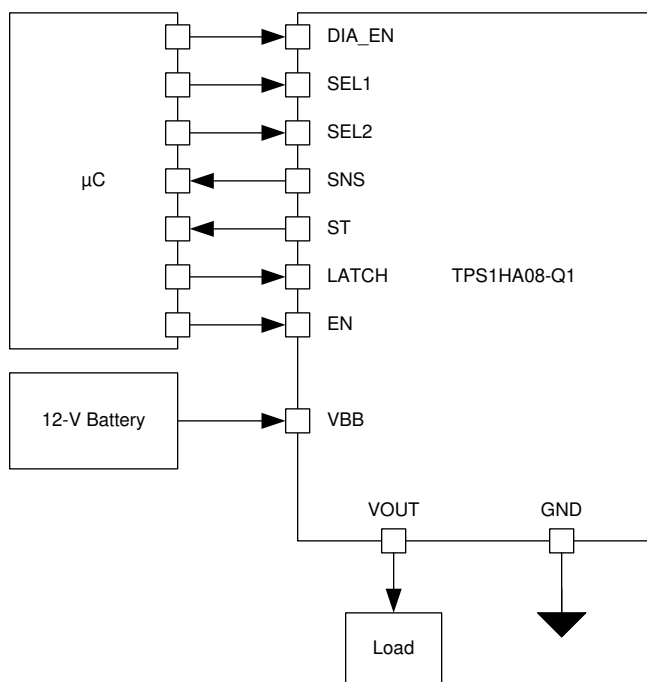 DIA_EN
SEL1
SEL2
µC
SNS
ST
LATCH
TPS1HA08-Q1
EN
12-V Battery
VBB
VOUT
GND
Load